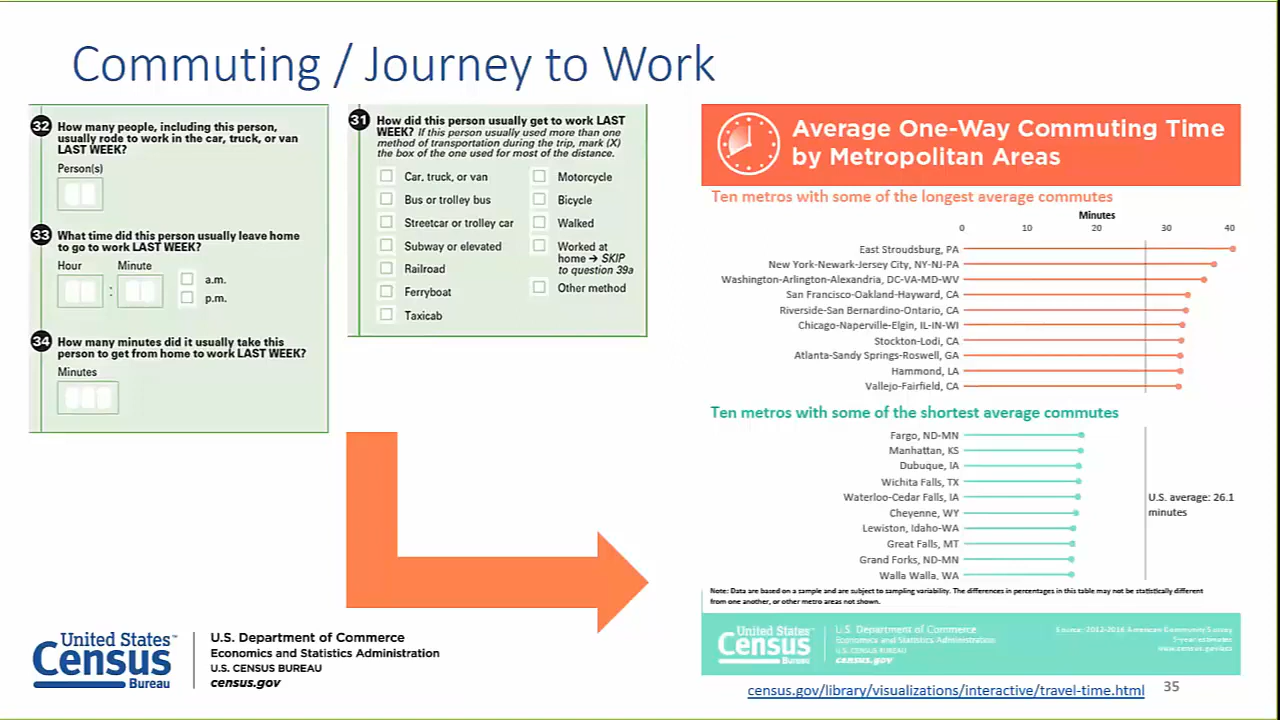 Commuting / Journey to Work
32 How many people, including this person,
usually rode to work in the car, truck, or van
LAST WEEK?
Person(s)
33 What time did this person usually leave home
to go to work LAST WEEK?
Hour Minute
:
a.m.
p.m.
34 How many minutes did it usually take this
person to get from home to work LAST WEEK?
Minutes
31 How did this person usually get to work LAST
WEEK? If this person usually used more than one
method of transportation during the trip, mark (X)
the box of the one used for most of the distance.
Car, truck, or van
Bus or trolley bus
Streetcar or trolley car
Subway or elevated
Railroad
Ferryboat
Taxicab
Motorcycle
Bicycle
Walked
Worked at
home → SKIP
to question 39a
Other method
Average One-Way Commuting Time
by Metropolitan Areas
Ten metros with some of the longest average commutes
Minutes
0 10 20 30 40
East Stroudsburg, PA
New York-Newark-Jersey City, NY-NJ-PA
Washington-Arlington-Alexandria, DC-VA-MD-WV
San Francisco-Oakland-Hayward, CA
Riverside-San Bernardino-Ontario, CA
Chicago-Naperville-Elgin, IL-IN-WI
Stockton-Lodi, CA
Atlanta-Sandy Springs-Roswell, GA
Hammond, LA
Vallejo-Fairfield, CA
Ten metros with some of the shortest average commutes
Fargo, ND-MN
Manhattan, KS
Dubuque, IA
Wichita Falls, TX
Waterloo-Cedar Falls, IA
Cheyenne, WY
Lewiston, Idaho-WA
Great Falls, MT
Grand Forks, ND-MN
Walla Walla, WA
U.S. average: 26.1
minutes
Note: Data are based on a sample and are subject to sampling variability. The differences in percentages in this table may not be statistically different
from one another, or other metro areas not shown.
United States™
Census
Bureau
U.S. Department of Commerce
Economics and Statistics Administration
U.S. CENSUS BUREAU
census.gov
Source: 2012-2016 American Community Survey
5-year estimates
www.census.gov/acs
United States™
Census
Bureau
U.S. Department of Commerce
Economics and Statistics Administration
U.S. CENSUS BUREAU
census.gov
census.gov/library/visualizations/interactive/travel-time.html
35